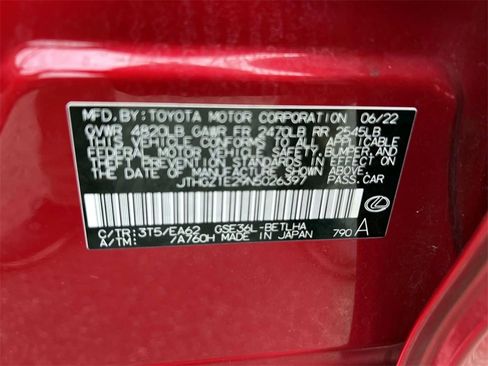 MFD. BY: TOYOTA MOTOR CORPORATION 06/22
GVWR 4820LB GAWR FR 2470LB RR 2545LB
THIS VEHICLE CONFORMS TO ALL APPLICABLE
FEDERAL MOTOR VEHICLE SAFETY, BUMPER, AND
THEFT PREVENTION STANDARDS IN EFFECT ON
THE DATE OF MANUFACTURE SHOWN ABOVE.
JTHGZ1E29N5026397 PASS. CAR
C/TR: 3T5/EA62 GSE36L-BETLHA
A/TM: /A760H MADE IN JAPAN 790 A